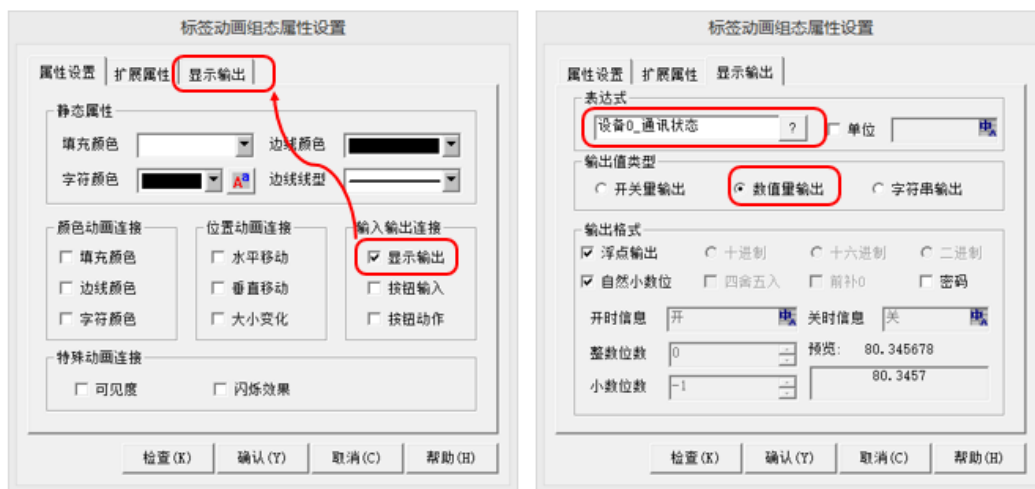 标签动画组态属性设置
属性设置 扩展属性 显示输出
静态属性
填充颜色 边线颜色
字符颜色 Aa 边线线型
颜色动画连接 位置动画连接 输入输出连接
填充颜色 水平移动 显示输出
边线颜色 垂直移动 按钮输入
字符颜色 大小变化 按钮动作
特殊动画连接
可见度 闪烁效果
检查(K) 确认(Y) 取消(C) 帮助(H)
标签动画组态属性设置
属性设置 扩展属性 显示输出
表达式
设备0_通讯状态 ? 单位 中A
输出值类型
开关量输出 数值量输出 字符串输出
输出格式
浮点输出 十进制 十六进制 二进制
自然小数位 四舍五入 前补0 密码
开时信息 开 中A 关时信息 关 中A
整数位数 0 预览: 80.345678
小数位数 -1 80.3457
检查(K) 确认(Y) 取消(C) 帮助(H)